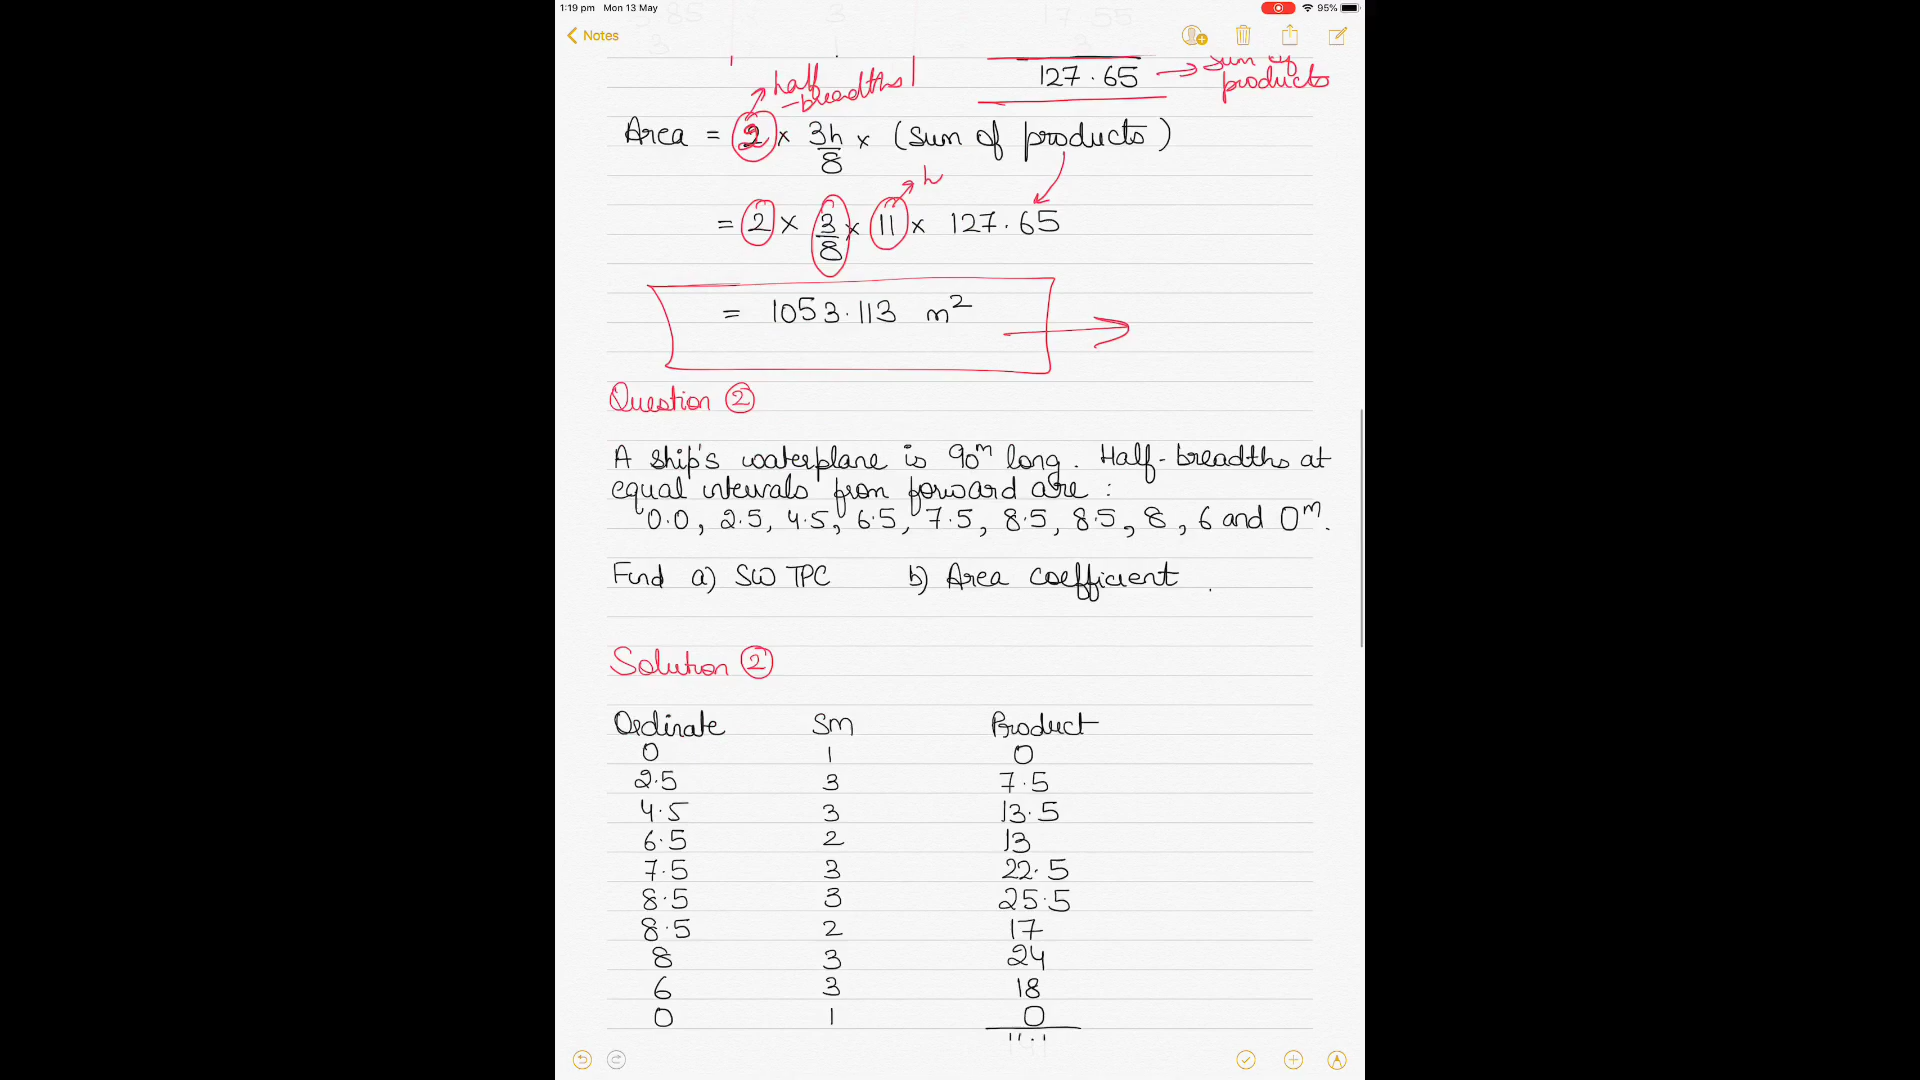 1:19 pm Mon 13 May 95%
Notes
127.65 → sum of
products
half
-breadths
Area = 2 × 3h/8 × (sum of products)
h
= 2 × 3/8 × 11 × 127.65
= 1053.113 m²
Question ②
A ship's waterplane is 90ᵐ long. Half-breadths at
equal intervals from forward are :
0.0, 2.5, 4.5, 6.5, 7.5, 8.5, 8.5, 8, 6 and 0ᵐ.
Find a) SW TPC b) Area coefficient.
Solution ②
Ordinate SM Product
0 1 0
2.5 3 7.5
4.5 3 13.5
6.5 2 13
7.5 3 22.5
8.5 3 25.5
8.5 2 17
8 3 24
6 3 18
0 1 0